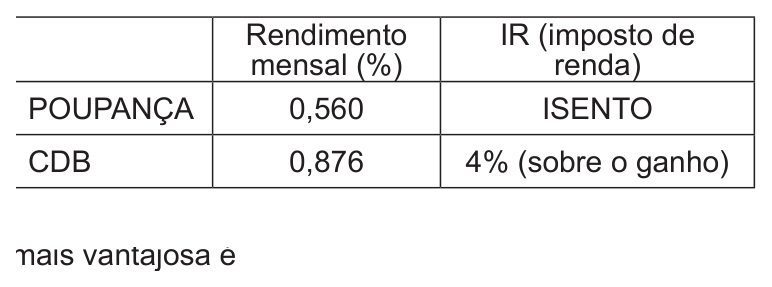 Rendimento
mensal (%)
IR (imposto de
renda)
POUPANÇA 0,560 ISENTO
CDB 0,876 4% (sobre o ganho)
mais vantajosa é